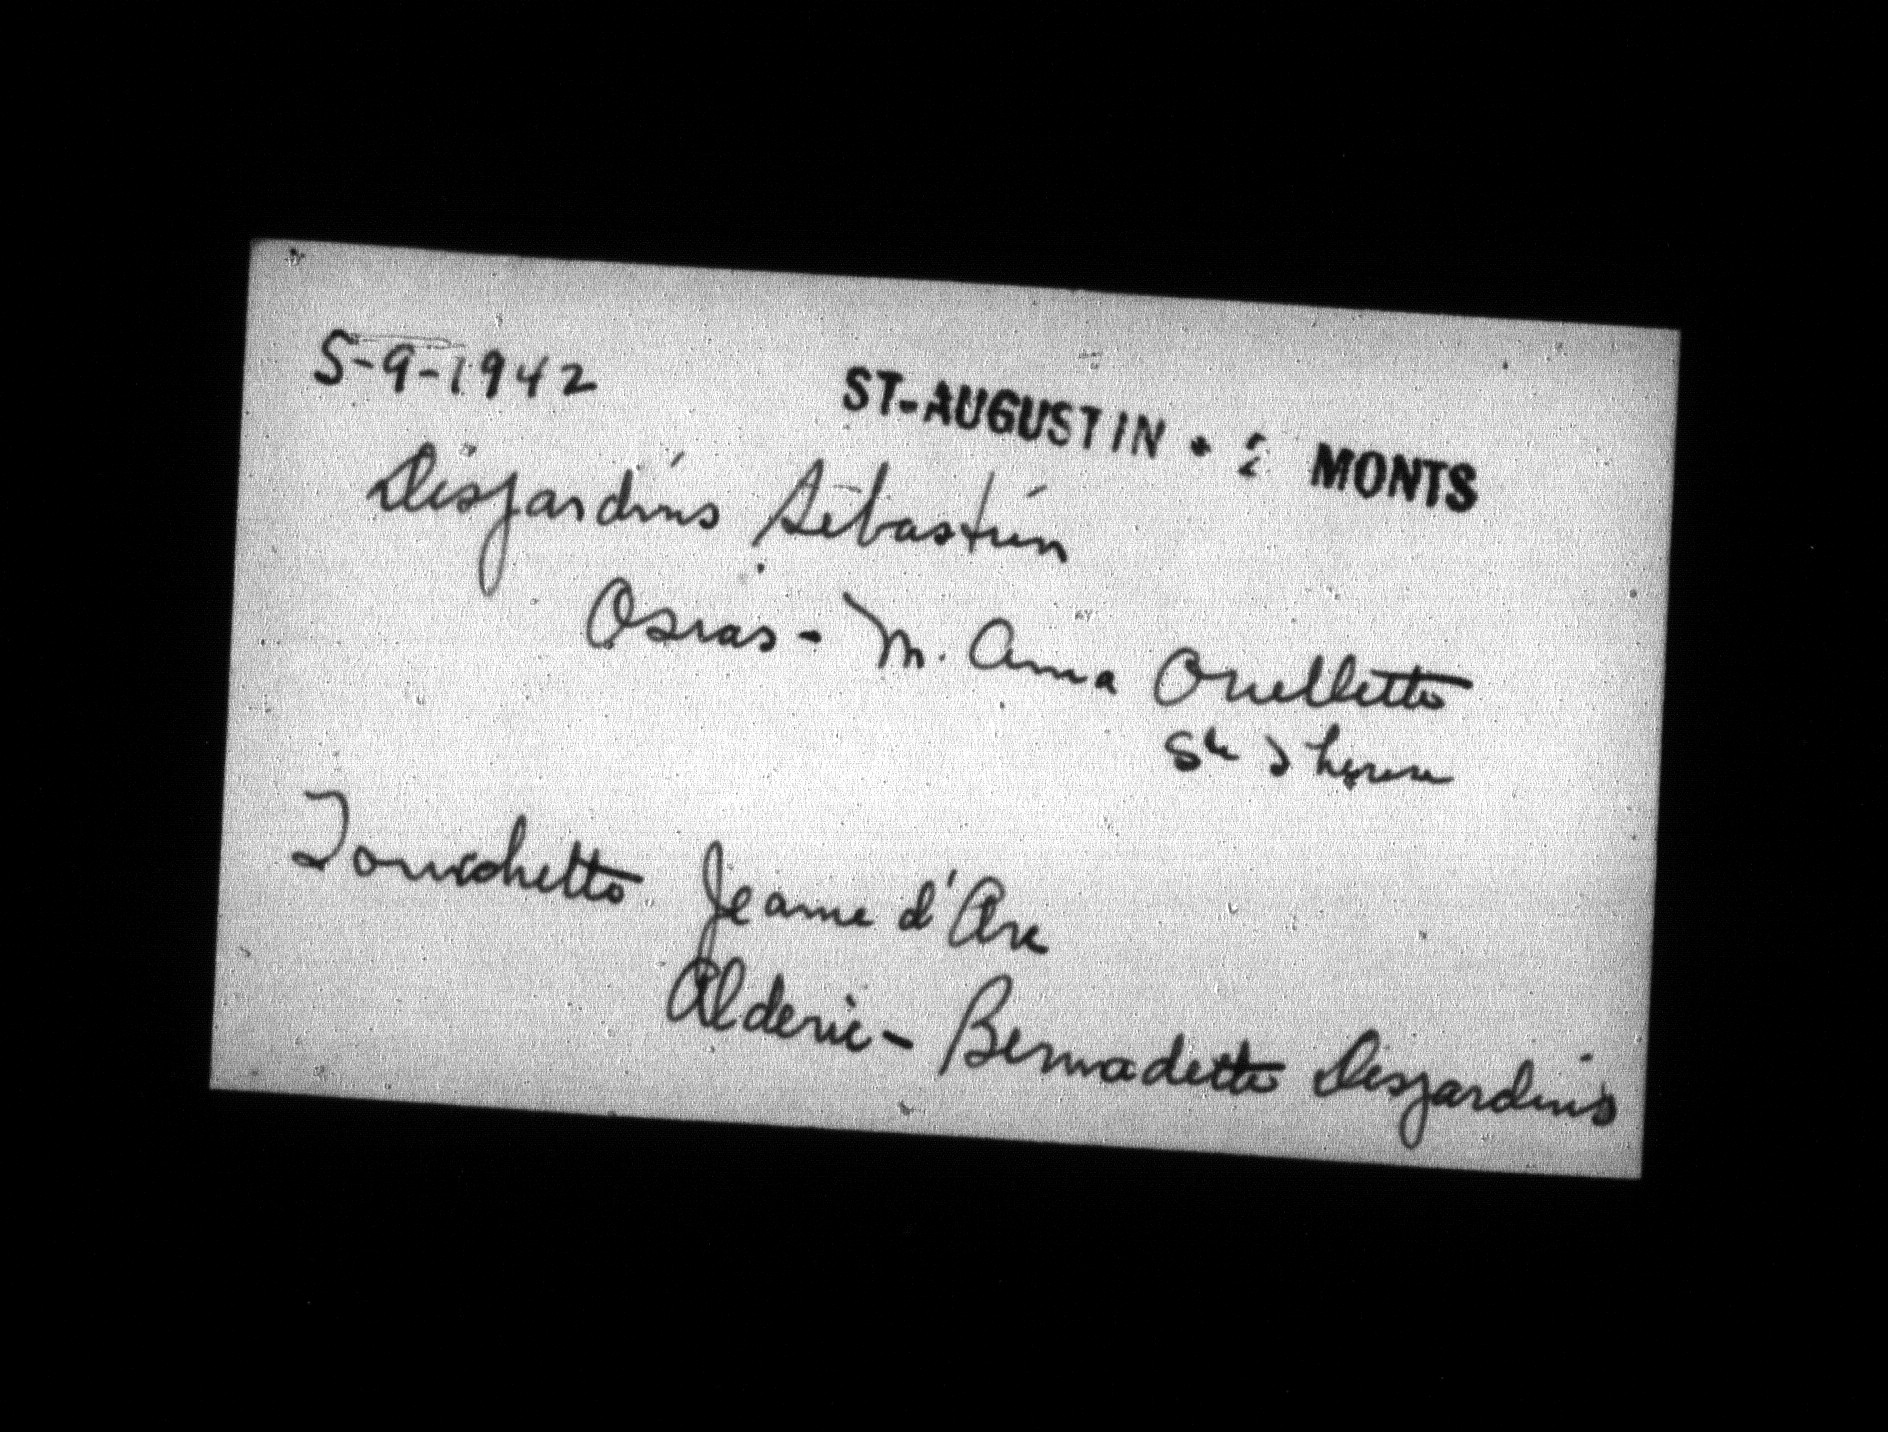 5-9-1942
ST-AUGUSTIN - 2 MONTS
Desjardins Sébastien
Osias - M. Anna Ouellette
Ste Thérèse
Touchette Jeanne d'Arc
Alderic - Bernadette Desjardins